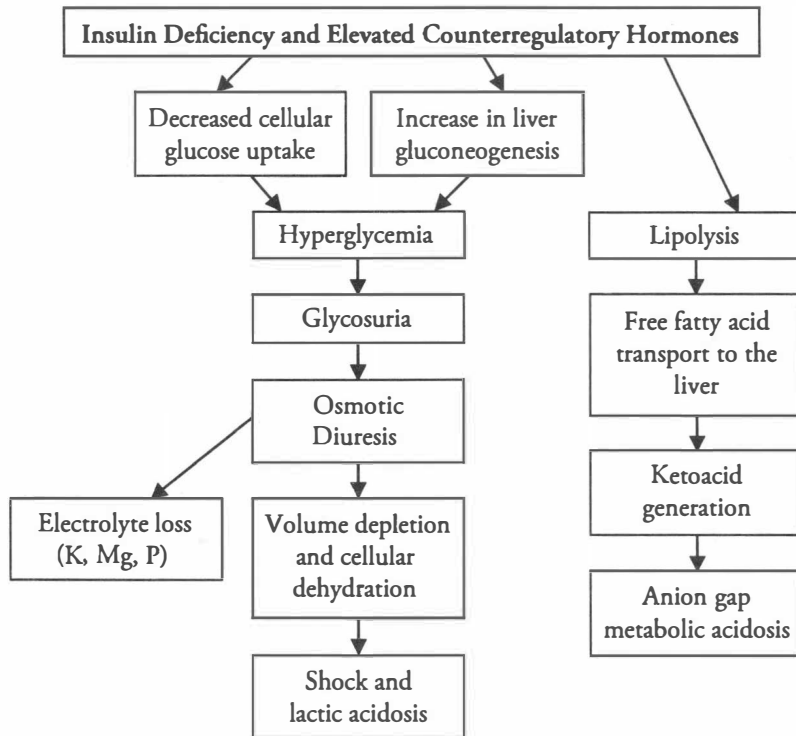 Insulin Deficiency and Elevated Counterregulatory Hormones
Decreased cellular
glucose uptake
Increase in liver
gluconeogenesis
Hyperglycemia
Lipolysis
Glycosuria
Free fatty acid
transport to the
liver
Osmotic
Diuresis
Ketoacid
generation
Electrolyte loss
(K, Mg, P)
Volume depletion
and cellular
dehydration
Anion gap
metabolic acidosis
Shock and
lactic acidosis